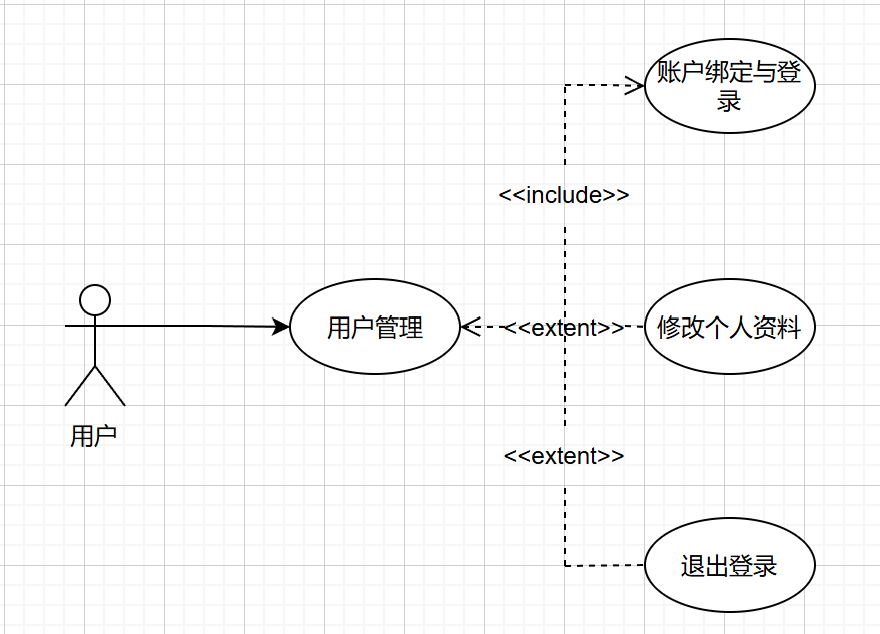 账户绑定与登
录
<<include>>
用户管理
<<extent>>
修改个人资料
用户
<<extent>>
退出登录